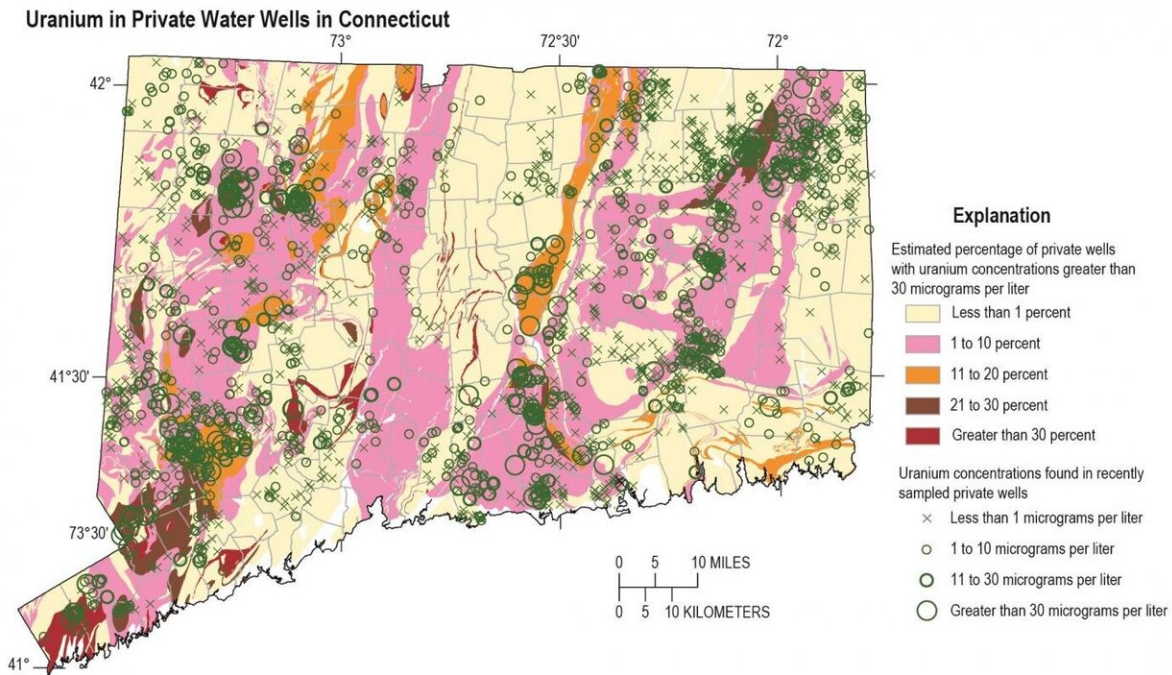 Uranium in Private Water Wells in Connecticut
73°
72°30'
72°
42°
41°30'
73°30'
41°
0 5 10 MILES
0 5 10 KILOMETERS
Explanation
Estimated percentage of private wells
with uranium concentrations greater than
30 micrograms per liter
Less than 1 percent
1 to 10 percent
11 to 20 percent
21 to 30 percent
Greater than 30 percent
Uranium concentrations found in recently
sampled private wells
Less than 1 micrograms per liter
1 to 10 micrograms per liter
11 to 30 micrograms per liter
Greater than 30 micrograms per liter